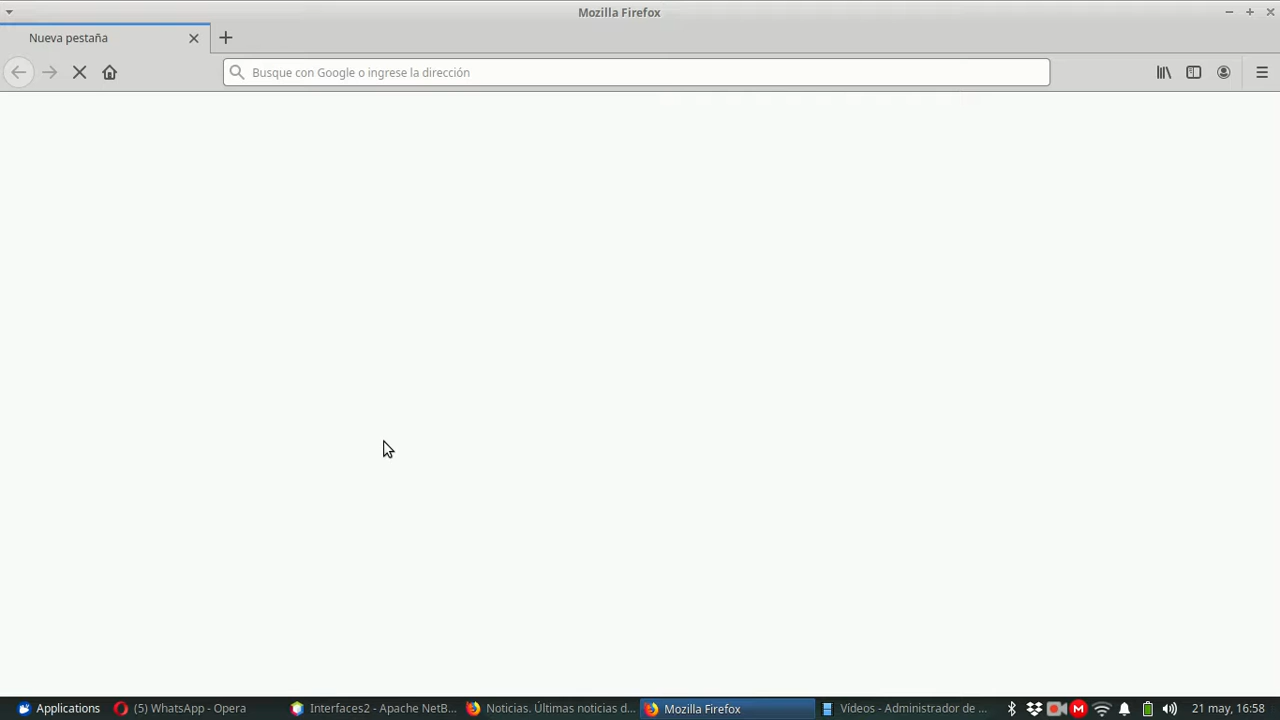 Mozilla Firefox
Nueva pestaña
Busque con Google o ingrese la dirección
Applications
(5) WhatsApp - Opera
Interfaces2 - Apache NetB...
Noticias. Últimas noticias d...
Mozilla Firefox
Vídeos - Administrador de ...
M
21 may, 16:58